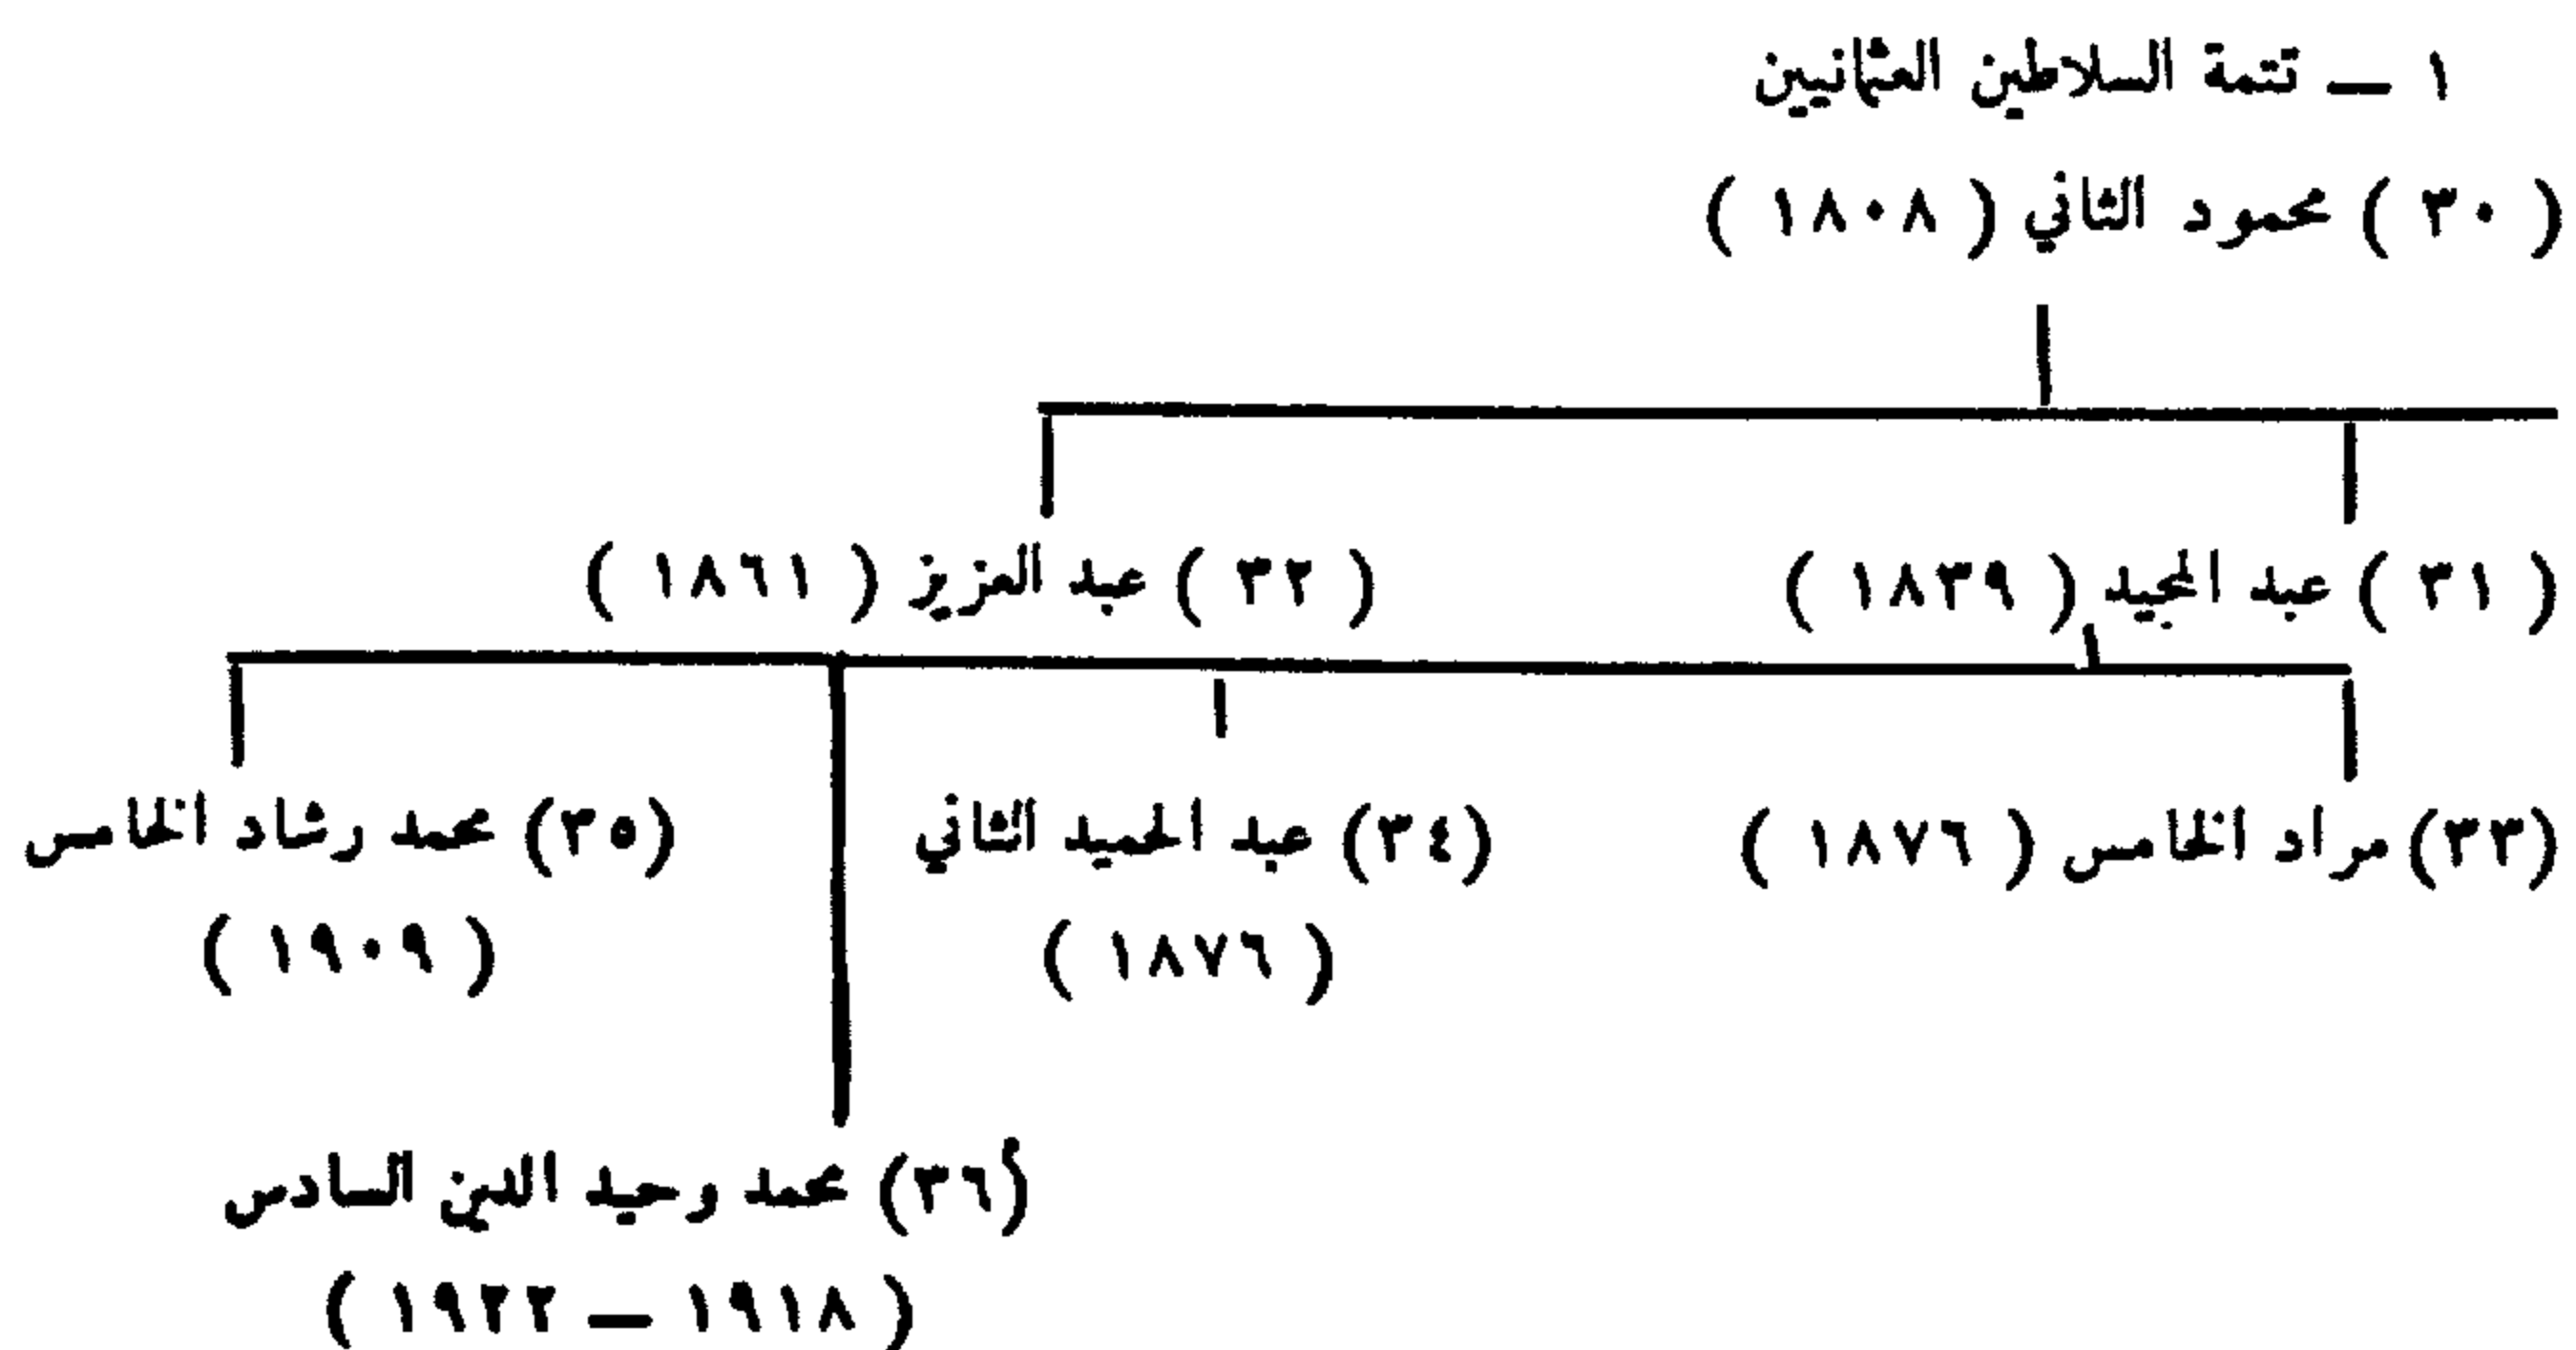 ١ — تتمة السلاطين العثمانيين
( ٣٠ ) محمود الثاني ( ١٨٠٨ )
( ٣١ ) عبد المجيد ( ١٨٣٩ ) ( ٣٢ ) عبد العزيز ( ١٨٦١ )
(٣٣) مراد الخامس ( ١٨٧٦ ) (٣٤) عبد الحميد الثاني (٣٥) محمد رشاد الخامس
( ١٨٧٦ ) ( ١٩٠٩ )
(٣٦) محمد وحيد الدين السادس
( ١٩١٨ — ١٩٢٢ )